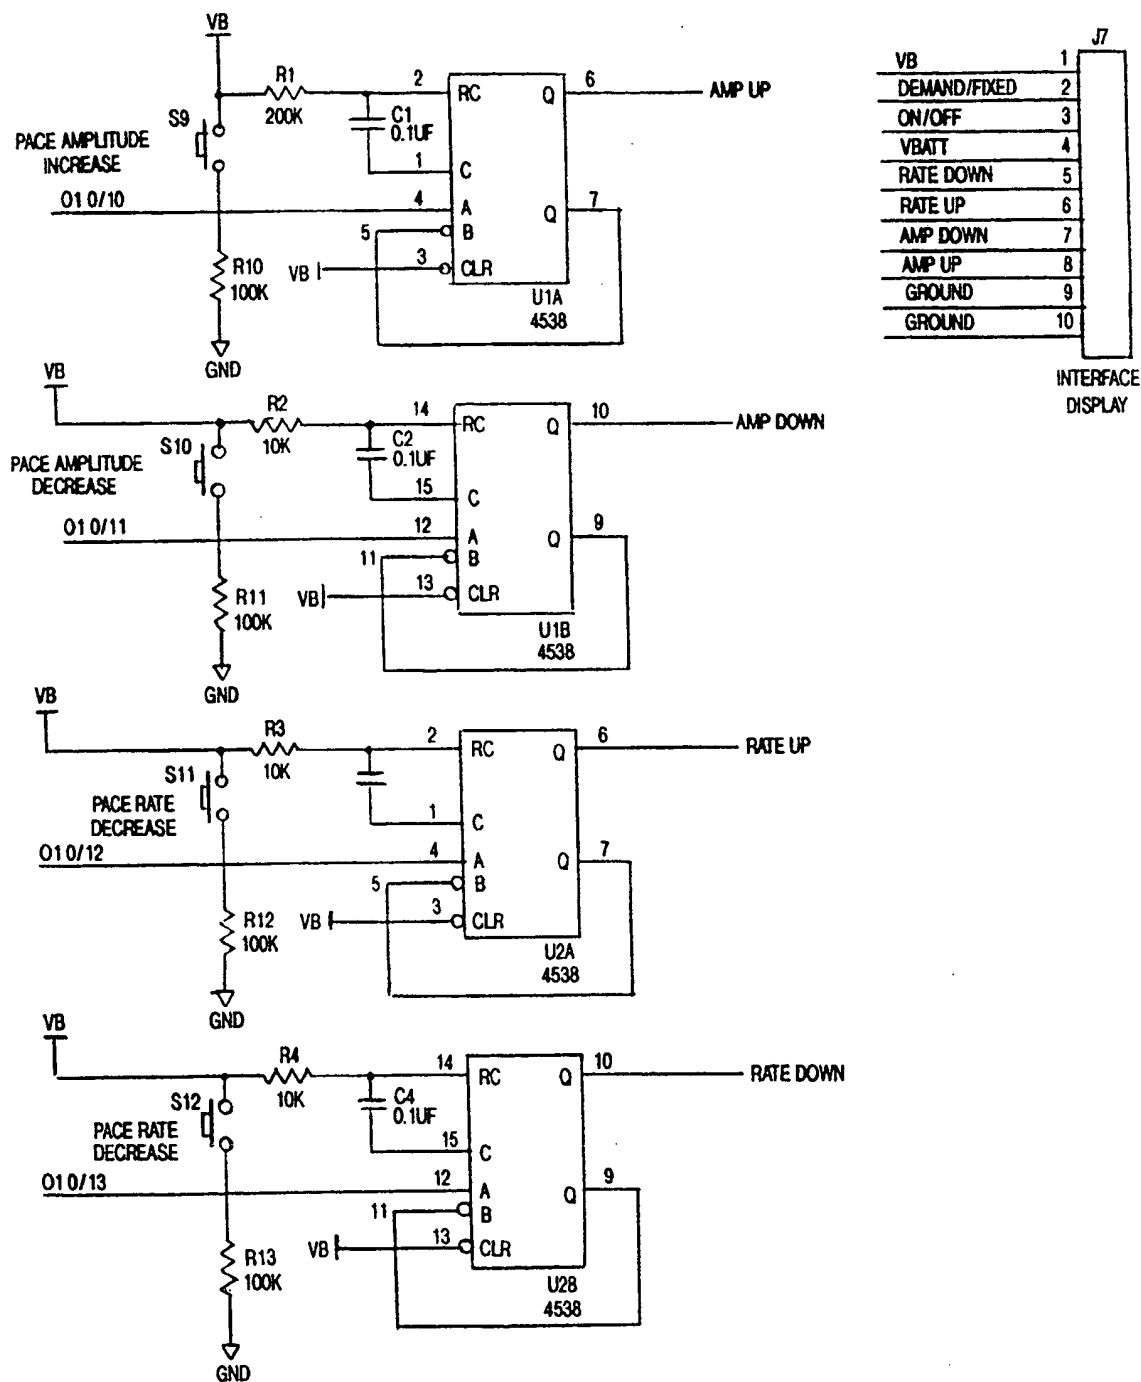 VB
R1
200K
S9
PACE AMPLITUDE
INCREASE
C1
0.1UF
2
RC
Q
6
AMP UP
1
C
01 0/10
4
A
5
B
Q
7
VB
3
CLR
R10
100K
GND
U1A
4538
J7
VB
1
DEMAND/FIXED
2
ON/OFF
3
VBATT
4
RATE DOWN
5
RATE UP
6
AMP DOWN
7
AMP UP
8
GROUND
9
GROUND
10
INTERFACE
DISPLAY
VB
R2
10K
S10
PACE AMPLITUDE
DECREASE
C2
0.1UF
14
RC
Q
10
AMP DOWN
15
C
01 0/11
12
A
11
B
Q
9
VB
13
CLR
R11
100K
GND
U1B
4538
VB
R3
10K
S11
PACE RATE
DECREASE
2
RC
Q
6
RATE UP
1
C
01 0/12
4
A
5
B
Q
7
VB
3
CLR
R12
100K
GND
U2A
4538
VB
R4
10K
S12
PACE RATE
DECREASE
C4
0.1UF
14
RC
Q
10
RATE DOWN
15
C
01 0/13
12
A
11
B
Q
9
VB
13
CLR
R13
100K
GND
U2B
4538